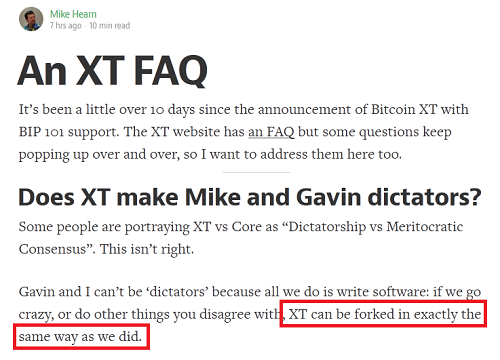 Mike Hearn
7 hrs ago · 10 min read
An XT FAQ
It's been a little over 10 days since the announcement of Bitcoin XT with
BIP 101 support. The XT website has an FAQ but some questions keep
popping up over and over, so I want to address them here too.
Does XT make Mike and Gavin dictators?
Some people are portraying XT vs Core as “Dictatorship vs Meritocratic
Consensus”. This isn't right.
Gavin and I can't be ‘dictators’ because all we do is write software: if we go
crazy, or do other things you disagree with, XT can be forked in exactly the
same way as we did.